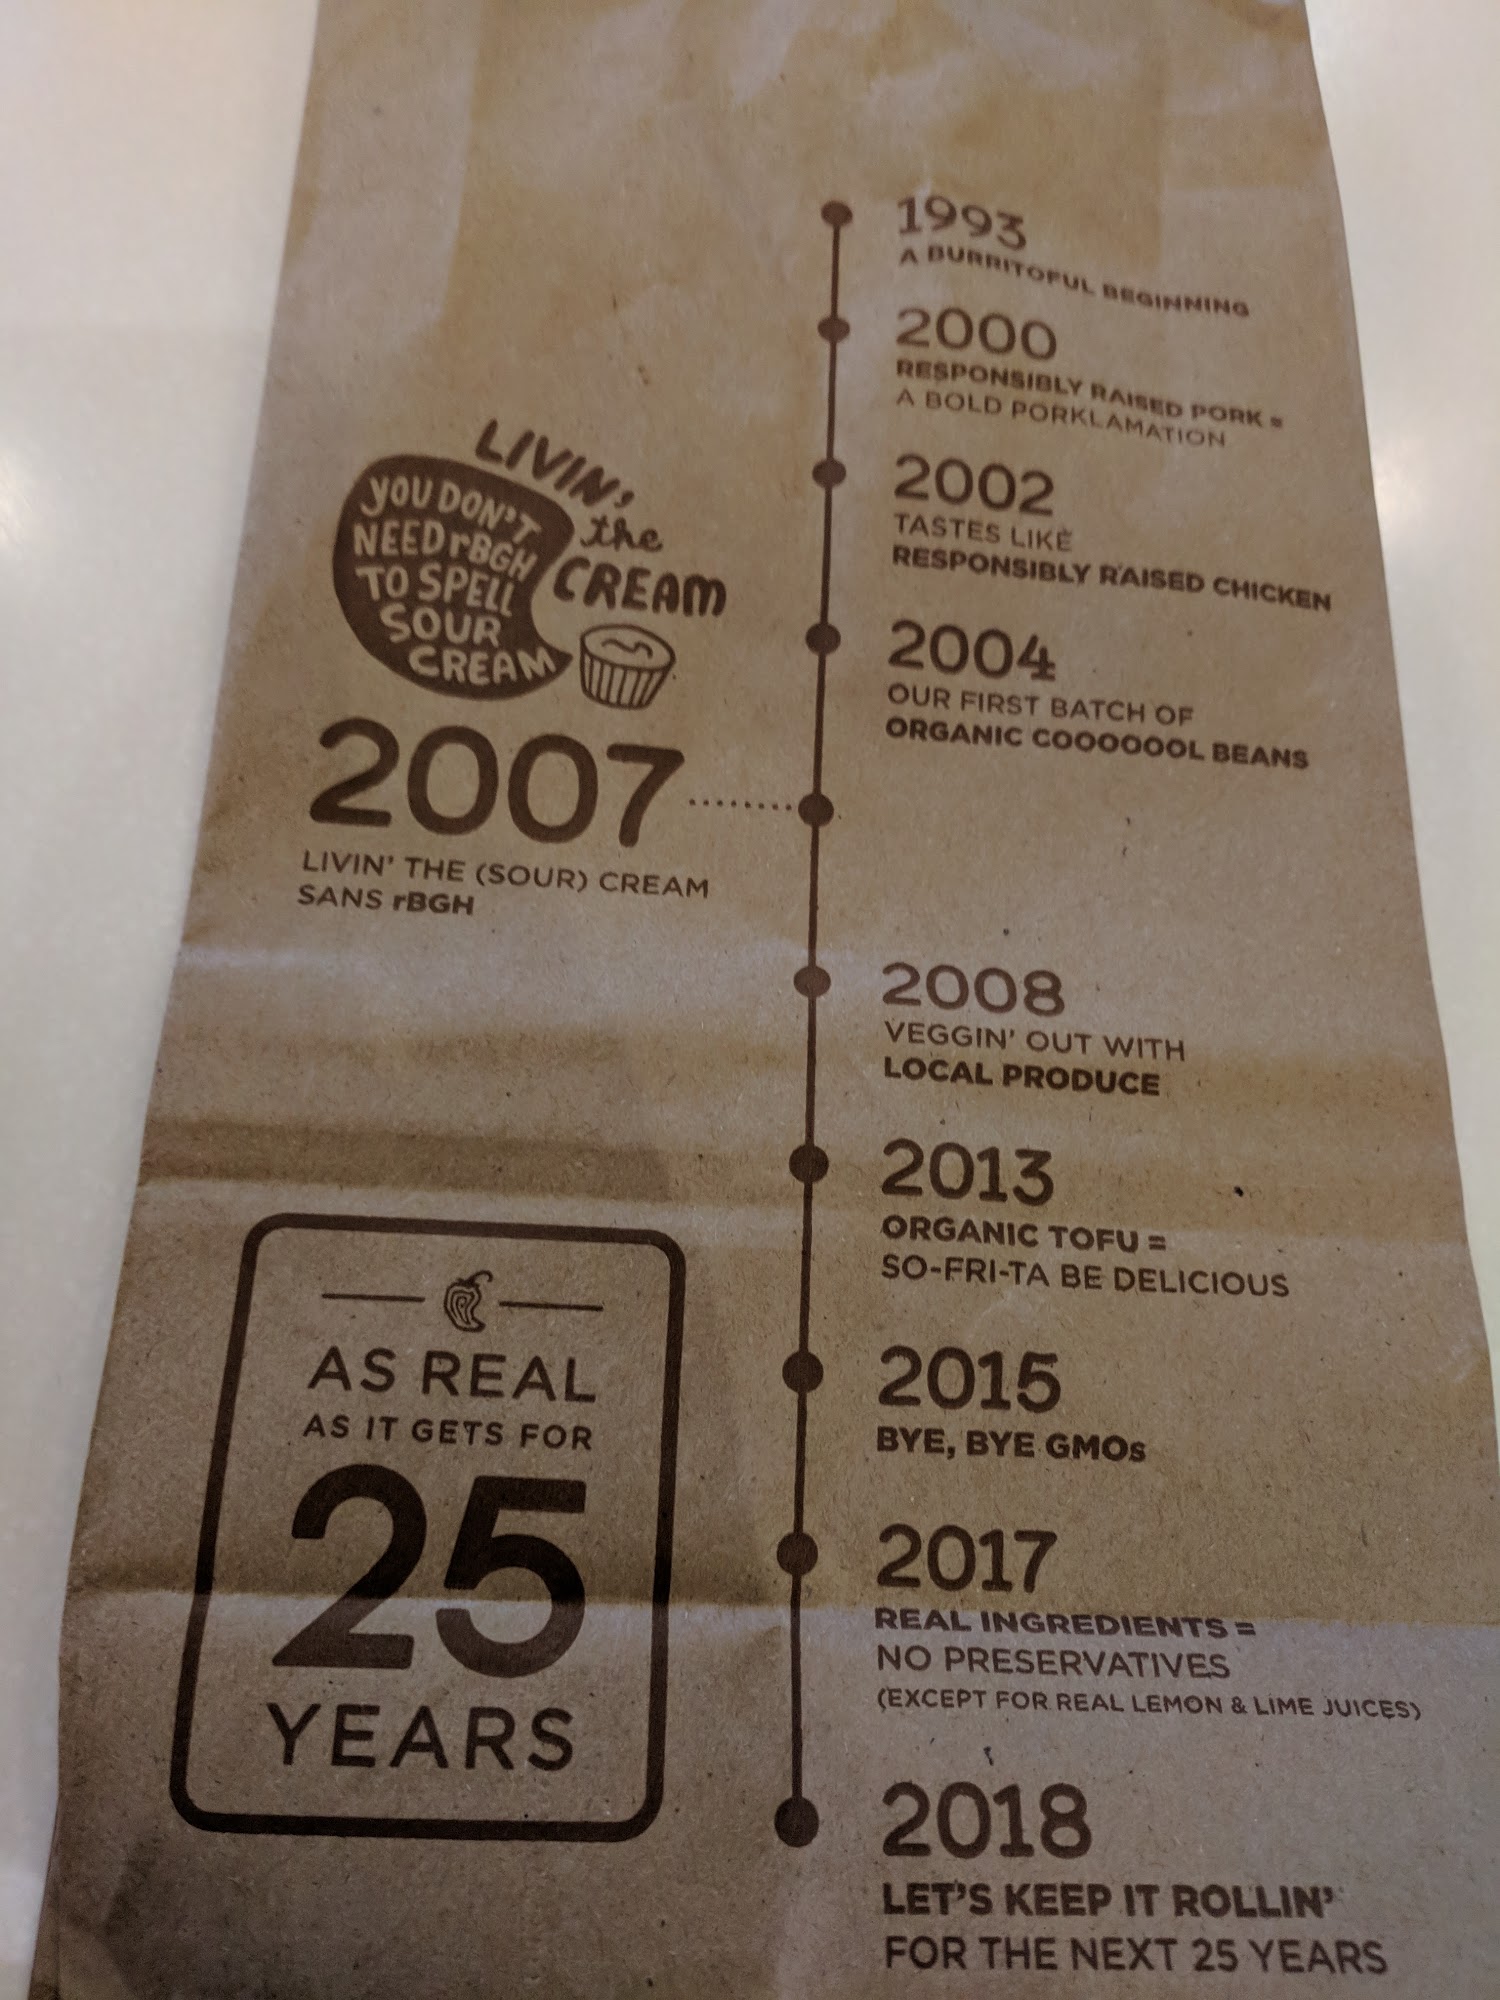 1993
A BURRITOFUL BEGINNING
2000
RESPONSIBLY RAISED PORK =
A BOLD PORKLAMATION
2002
TASTES LIKE
RESPONSIBLY RAISED CHICKEN
2004
OUR FIRST BATCH OF
ORGANIC COOOOOOL BEANS
LIVIN'
the
CREAM
YOU DON'T
NEED rBGH
TO SPELL
SOUR
CREAM
2007
LIVIN' THE (SOUR) CREAM
SANS rBGH
2008
VEGGIN' OUT WITH
LOCAL PRODUCE
2013
ORGANIC TOFU =
SO-FRI-TA BE DELICIOUS
2015
BYE, BYE GMOs
2017
REAL INGREDIENTS =
NO PRESERVATIVES
(EXCEPT FOR REAL LEMON & LIME JUICES)
2018
LET'S KEEP IT ROLLIN'
FOR THE NEXT 25 YEARS
AS REAL
AS IT GETS FOR
25
YEARS